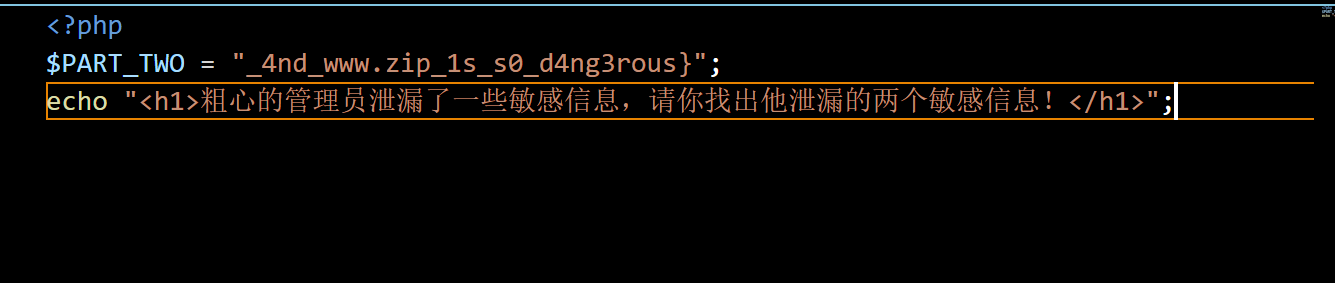 <?php
$PART_TWO = "_4nd_www.zip_1s_s0_d4ng3rous}";
echo "<h1>粗心的管理员泄漏了一些敏感信息，请你找出他泄漏的两个敏感信息！</h1>";